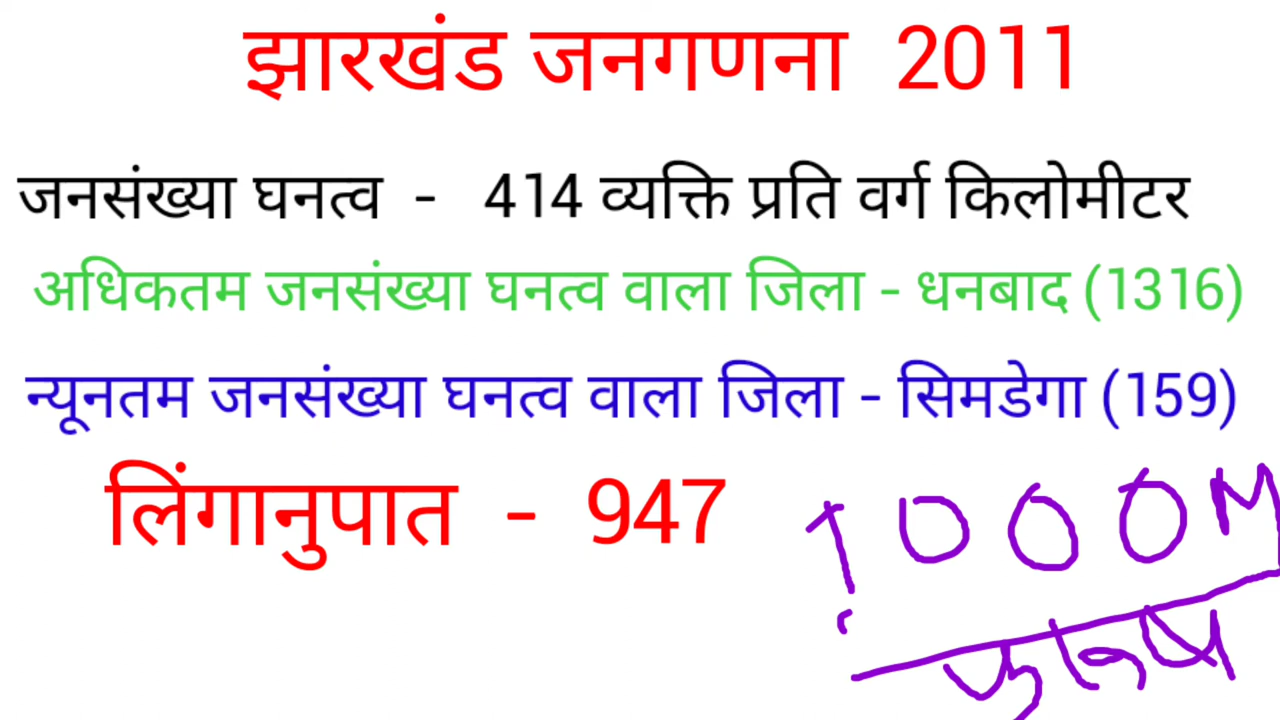 झारखंड जनगणना 2011
जनसंख्या घनत्व - 414 व्यक्ति प्रति वर्ग किलोमीटर
अधिकतम जनसंख्या घनत्व वाला जिला - धनबाद (1316)
न्यूनतम जनसंख्या घनत्व वाला जिला - सिमडेगा (159)
लिंगानुपात - 947
1000 M